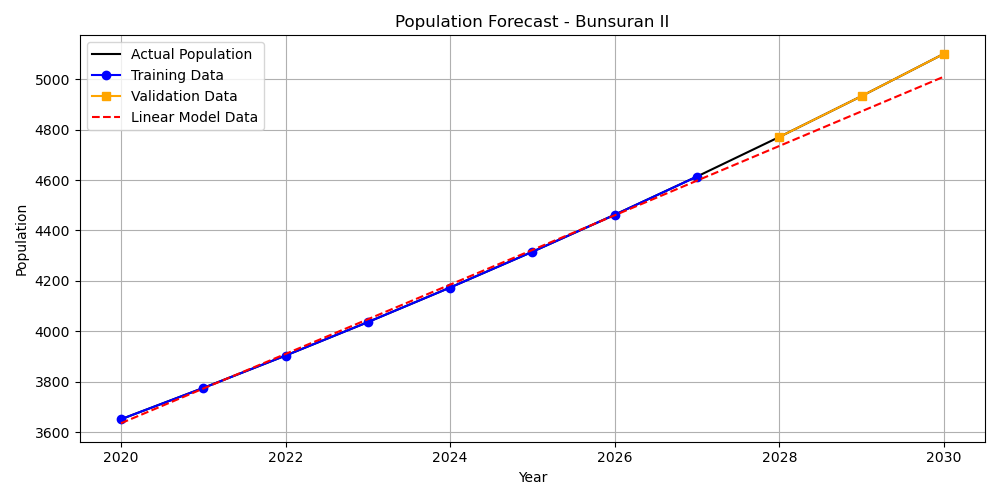 Population Forecast - Bunsuran II
Actual Population
Training Data
Validation Data
Linear Model Data
Population
5000
4800
4600
4400
4200
4000
3800
3600
2020 2022 2024 2026 2028 2030
Year